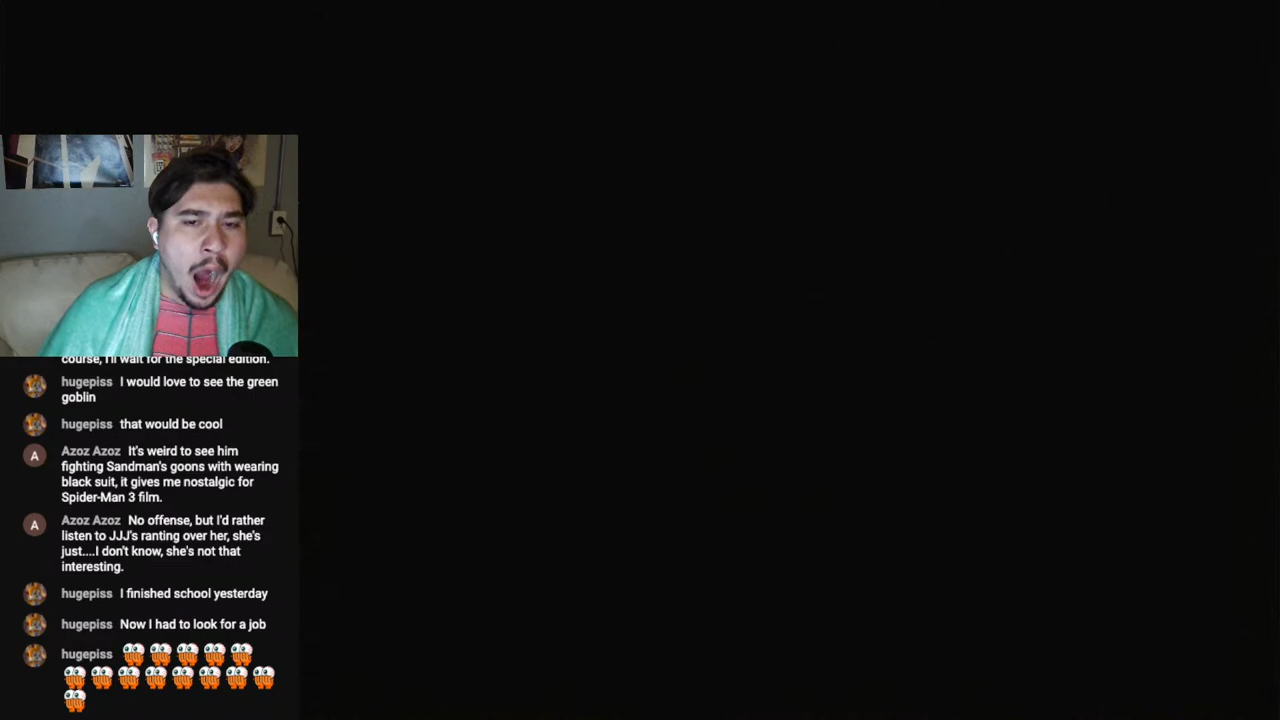 course, I'll wait for the special edition.
hugepiss I would love to see the green
goblin
hugepiss that would be cool
A
Azoz Azoz It's weird to see him
fighting Sandman's goons with wearing
black suit, it gives me nostalgic for
Spider-Man 3 film.
A
Azoz Azoz No offense, but I'd rather
listen to JJJ's ranting over her, she's
just....I don't know, she's not that
interesting.
hugepiss I finished school yesterday
hugepiss Now I had to look for a job
hugepiss